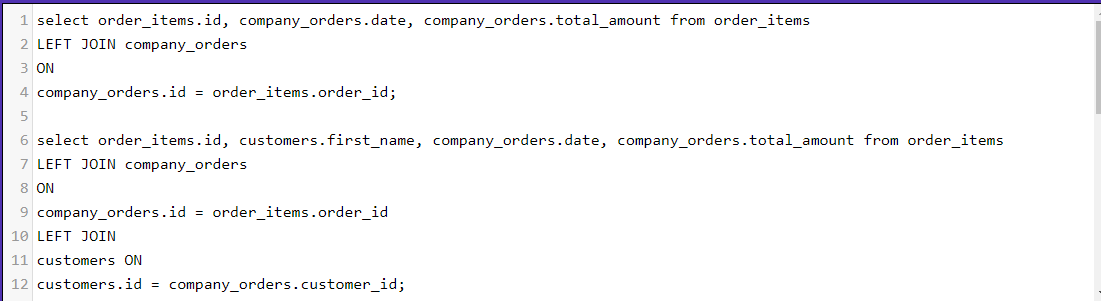 1 select order_items.id, company_orders.date, company_orders.total_amount from order_items
2 LEFT JOIN company_orders
3 ON
4 company_orders.id = order_items.order_id;
5
6 select order_items.id, customers.first_name, company_orders.date, company_orders.total_amount from order_items
7 LEFT JOIN company_orders
8 ON
9 company_orders.id = order_items.order_id
10 LEFT JOIN
11 customers ON
12 customers.id = company_orders.customer_id;